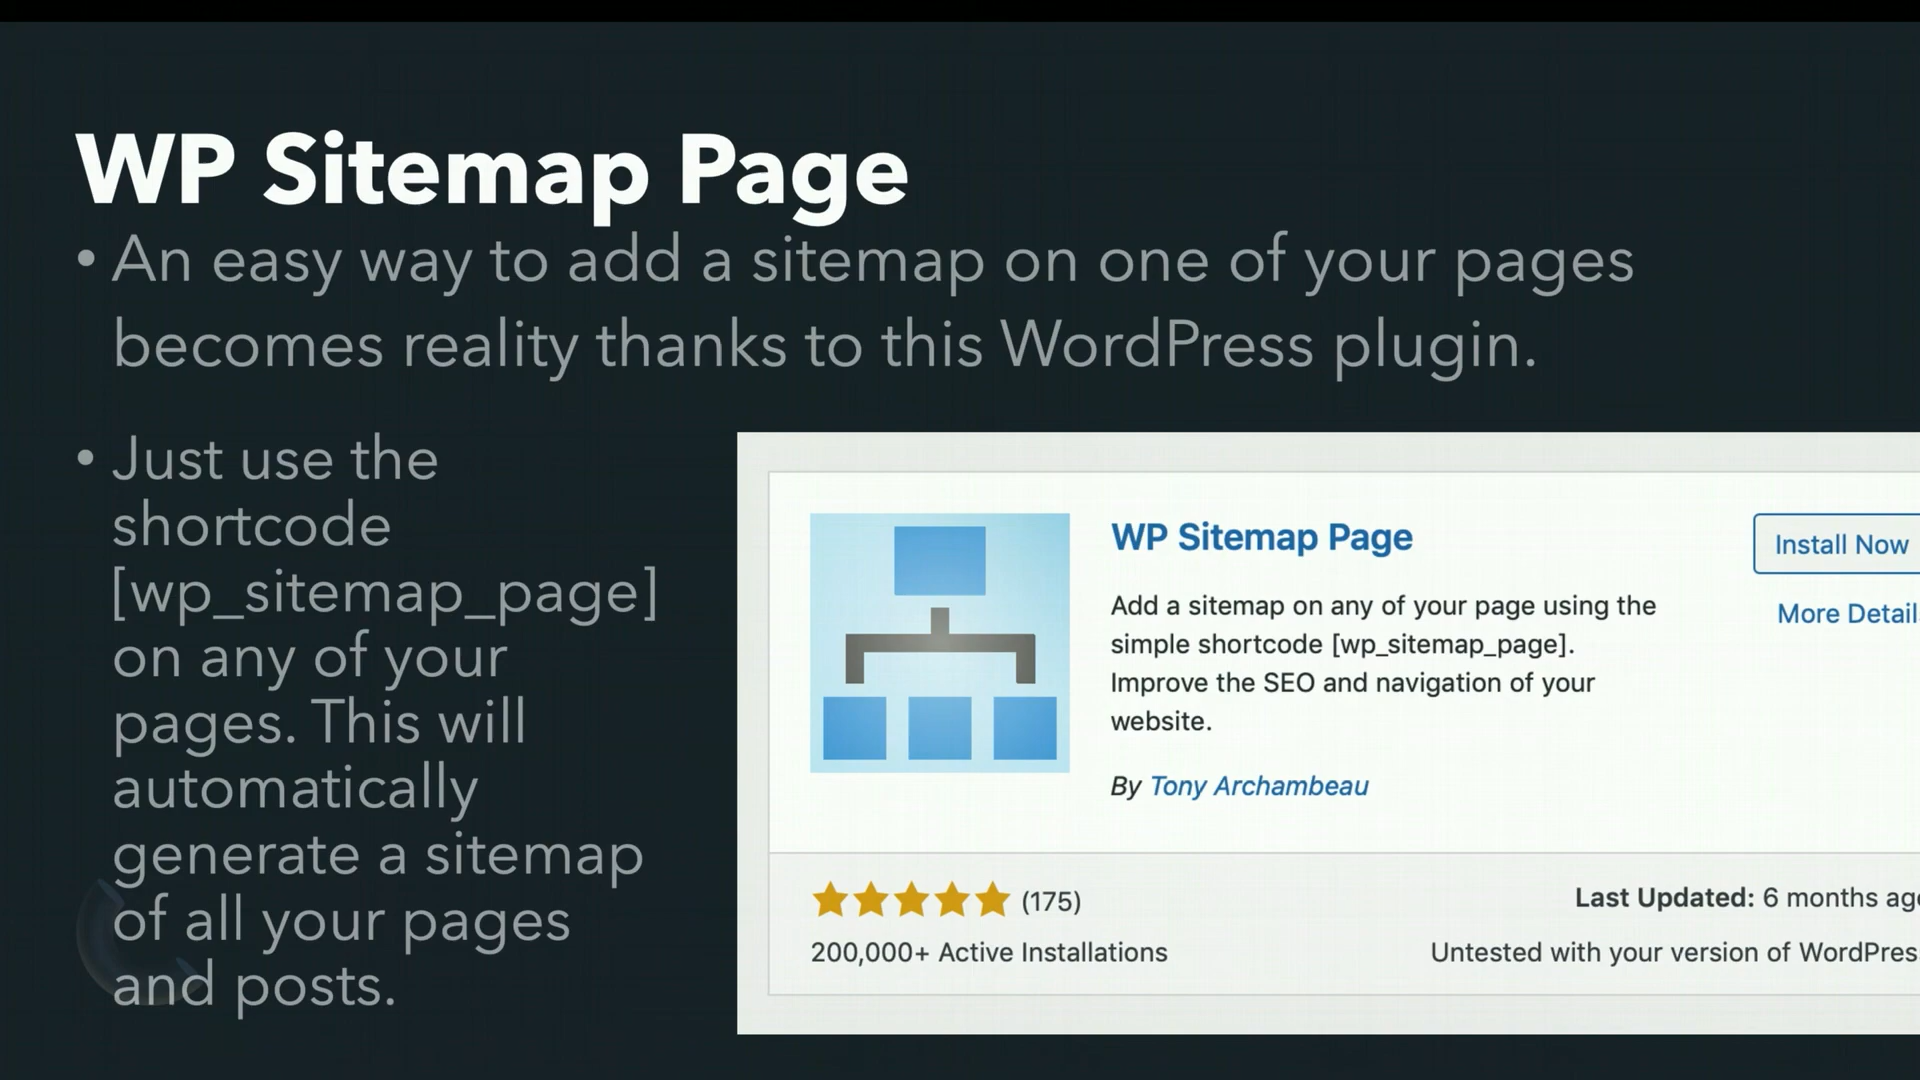 WP Sitemap Page
• An easy way to add a sitemap on one of your pages
becomes reality thanks to this WordPress plugin.
• Just use the
shortcode
[wp_sitemap_page]
on any of your
pages. This will
automatically
generate a sitemap
of all your pages
and posts.
WP Sitemap Page
Install Now
Add a sitemap on any of your page using the
More Detail
simple shortcode [wp_sitemap_page].
Improve the SEO and navigation of your
website.
By Tony Archambeau
(175)
Last Updated: 6 months ago
200,000+ Active Installations
Untested with your version of WordPres